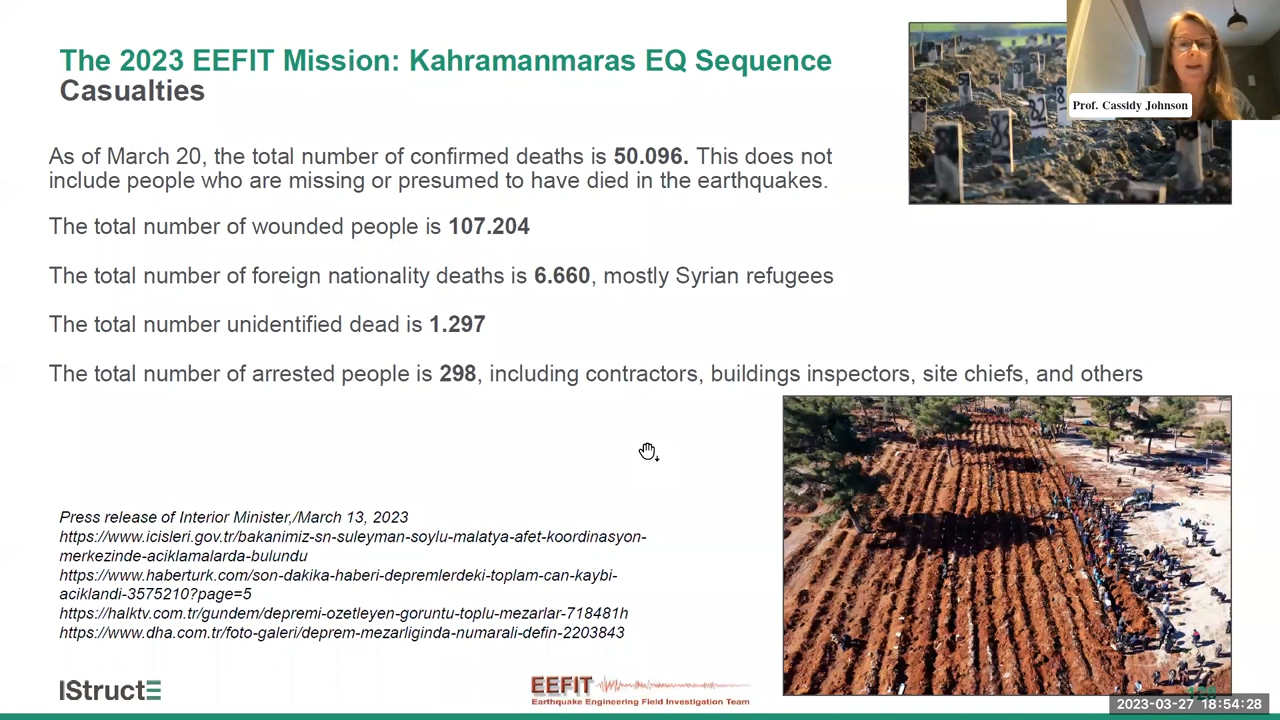 The 2023 EEFIT Mission: Kahramanmaras EQ Sequence
Casualties
Prof. Cassidy Johnson
As of March 20, the total number of confirmed deaths is 50.096. This does not
include people who are missing or presumed to have died in the earthquakes.
The total number of wounded people is 107.204
The total number of foreign nationality deaths is 6.660, mostly Syrian refugees
The total number unidentified dead is 1.297
The total number of arrested people is 298, including contractors, buildings inspectors, site chiefs, and others
82
83
Press release of Interior Minister,/March 13, 2023
https://www.icisleri.gov.tr/bakanimiz-sn-suleyman-soylu-malatya-afet-koordinasyon-
merkezinde-aciklamalarda-bulundu
https://www.haberturk.com/son-dakika-haberi-depremlerdeki-toplam-can-kaybi-
aciklandi-3575210?page=5
https://halktv.com.tr/gundem/depremi-ozetleyen-goruntu-toplu-mezarlar-718481h
https://www.dha.com.tr/foto-galeri/deprem-mezarliginda-numarali-defin-2203843
IStructE
EEFIT
Earthquake Engineering Field Investigation Team
2023-03-27 18:54:28